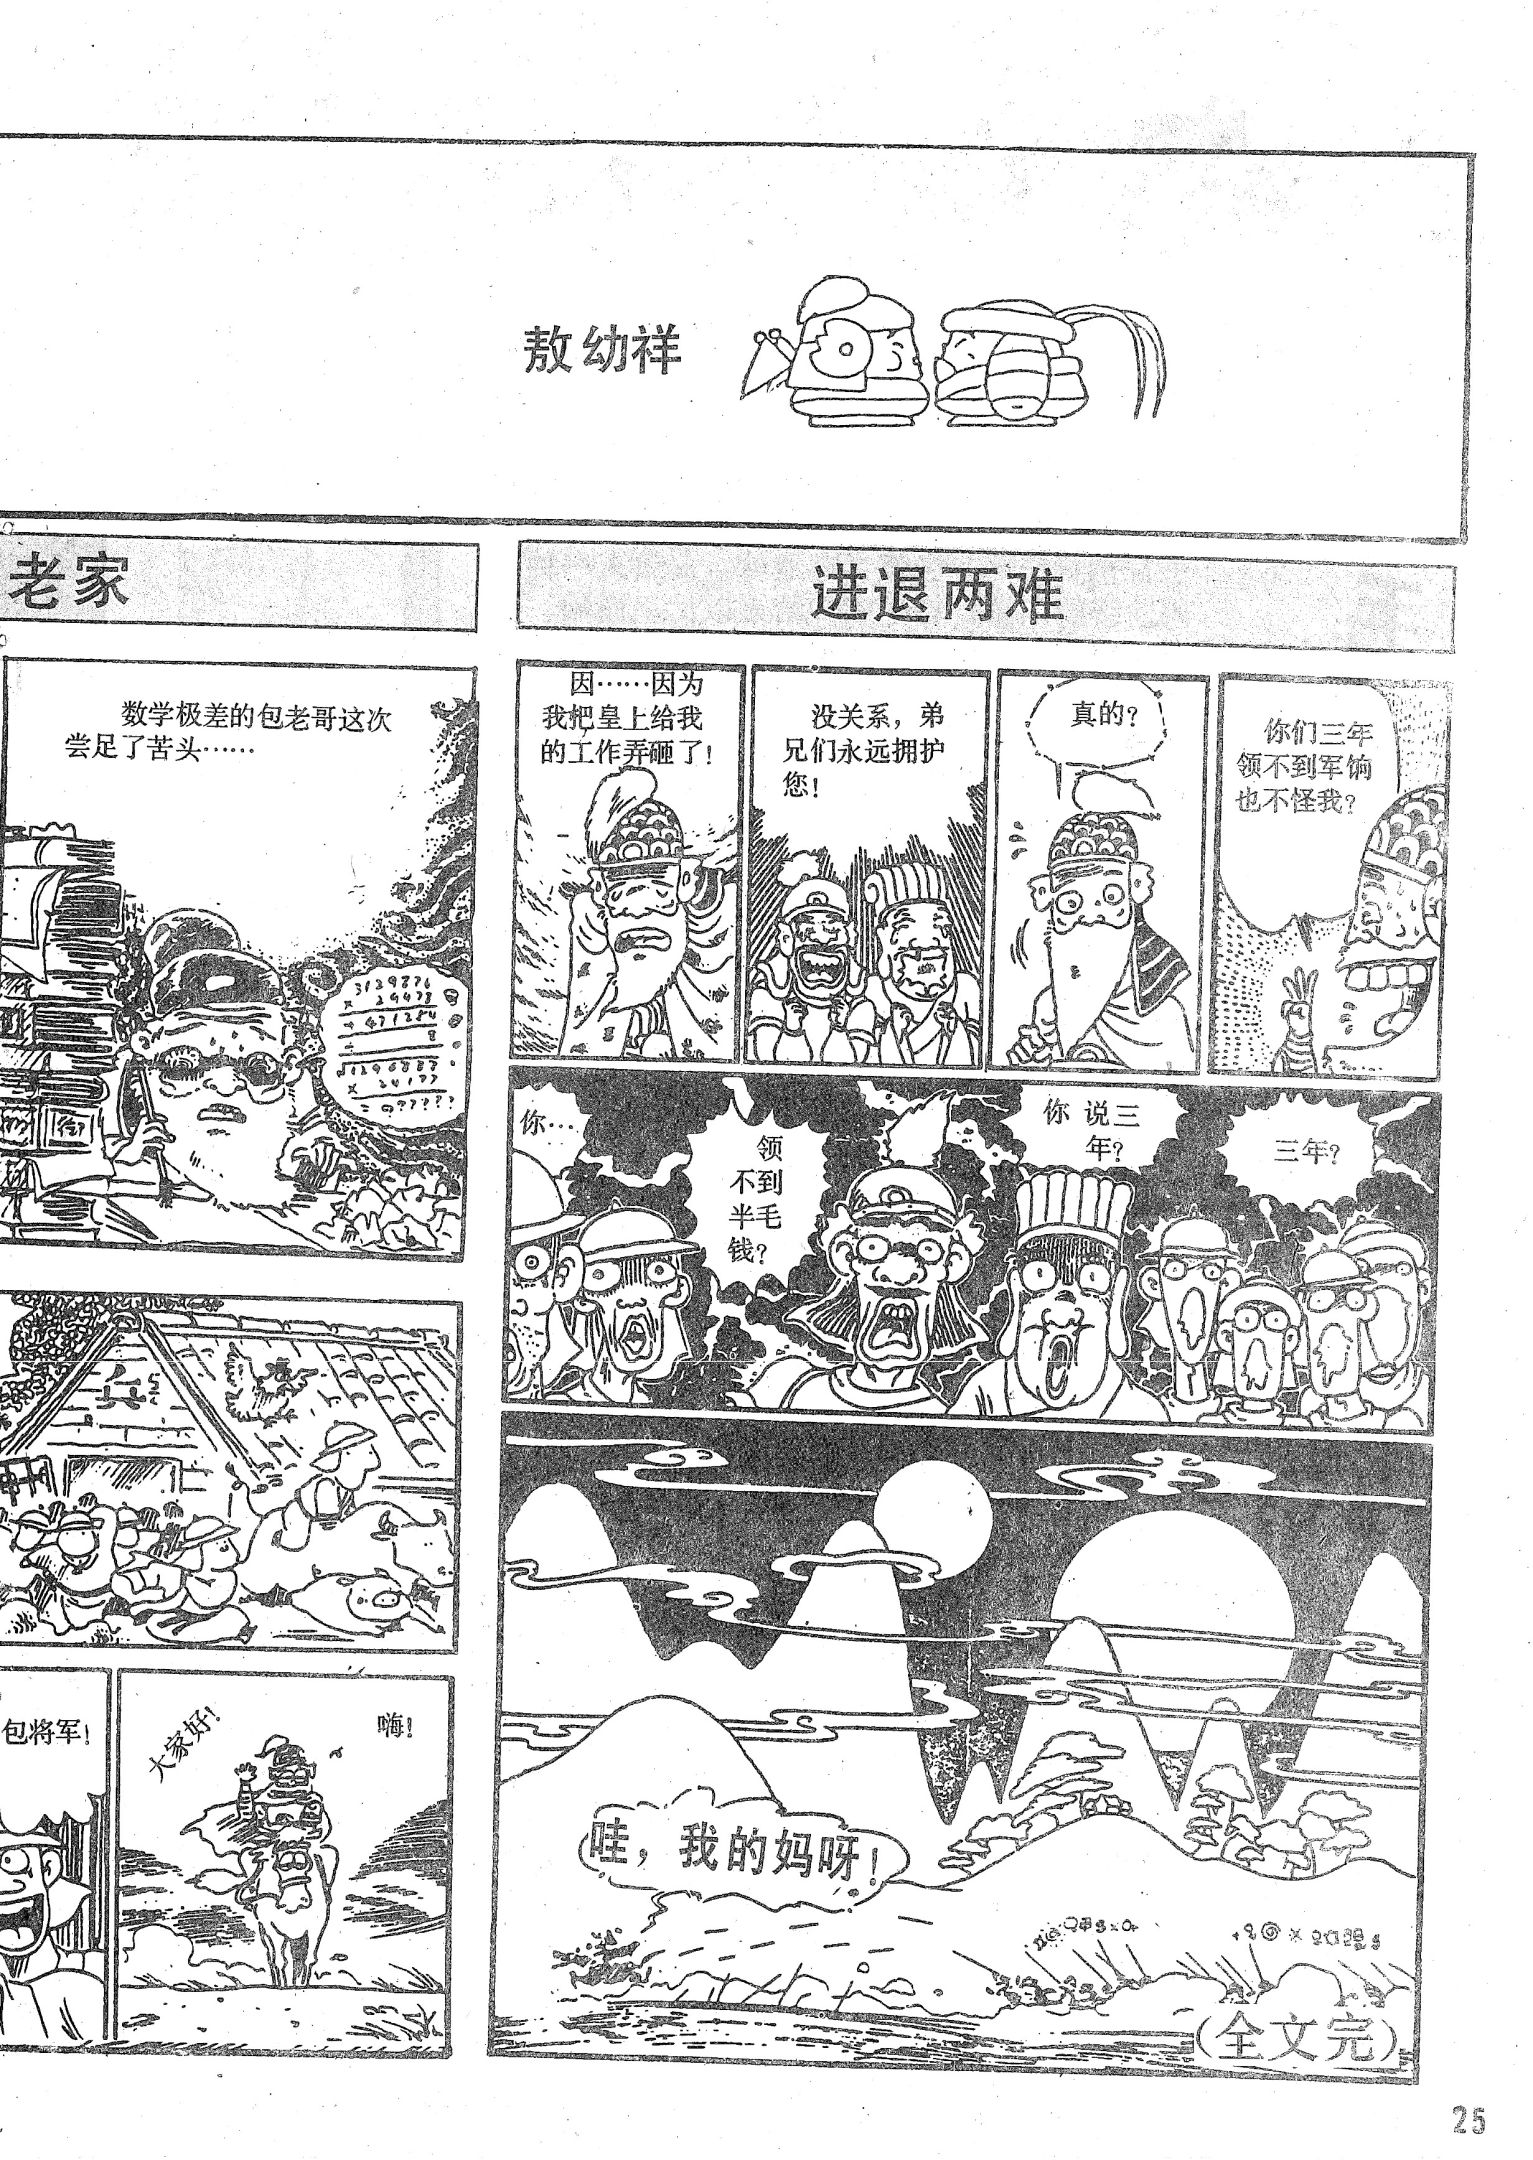 敖幼祥
老家
数学极差的包老哥这次
尝足了苦头……
3129876
× 29478
兵
包将军！
大家好！
嗨！
进退两难
因……因为
我把皇上给我
的工作弄砸了！
没关系，弟
兄们永远拥护
您！
真的？
你们三年
领不到军饷
也不怪我？
你…
领
不到
半毛
钱？
你说三
年？
三年？
哇，我的妈呀！
(全文完)
25